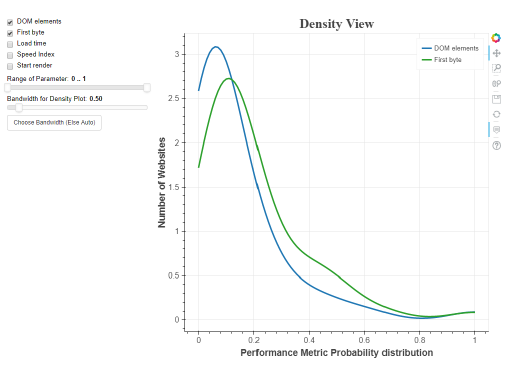 DOM elements
First byte
Load time
Speed Index
Start render
Range of Parameter: 0 .. 1
Bandwidth for Density Plot: 0.50
Choose Bandwidth (Else Auto)
Density View
DOM elements
First byte
3
2.5
2
1.5
1
0.5
0
Number of Websites
0 0.2 0.4 0.6 0.8 1
Performance Metric Probability distribution